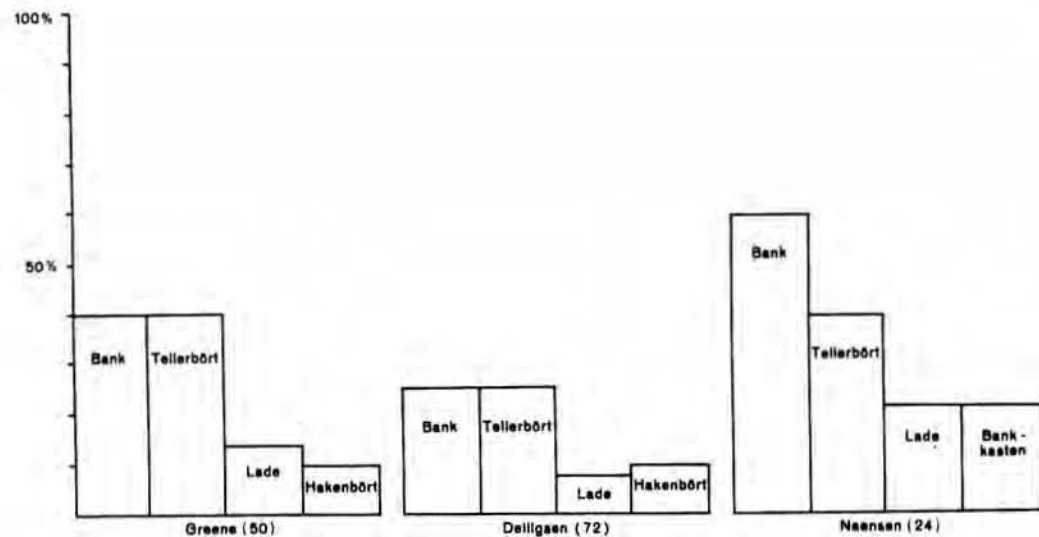 100%
50%
Bank
Tellerbört
Lade
Hakenbört
Greene (50)
Bank
Tellerbört
Lade
Hakenbört
Delligsen (72)
Bank
Tellerbört
Lade
Bank-
kasten
Naensen (24)